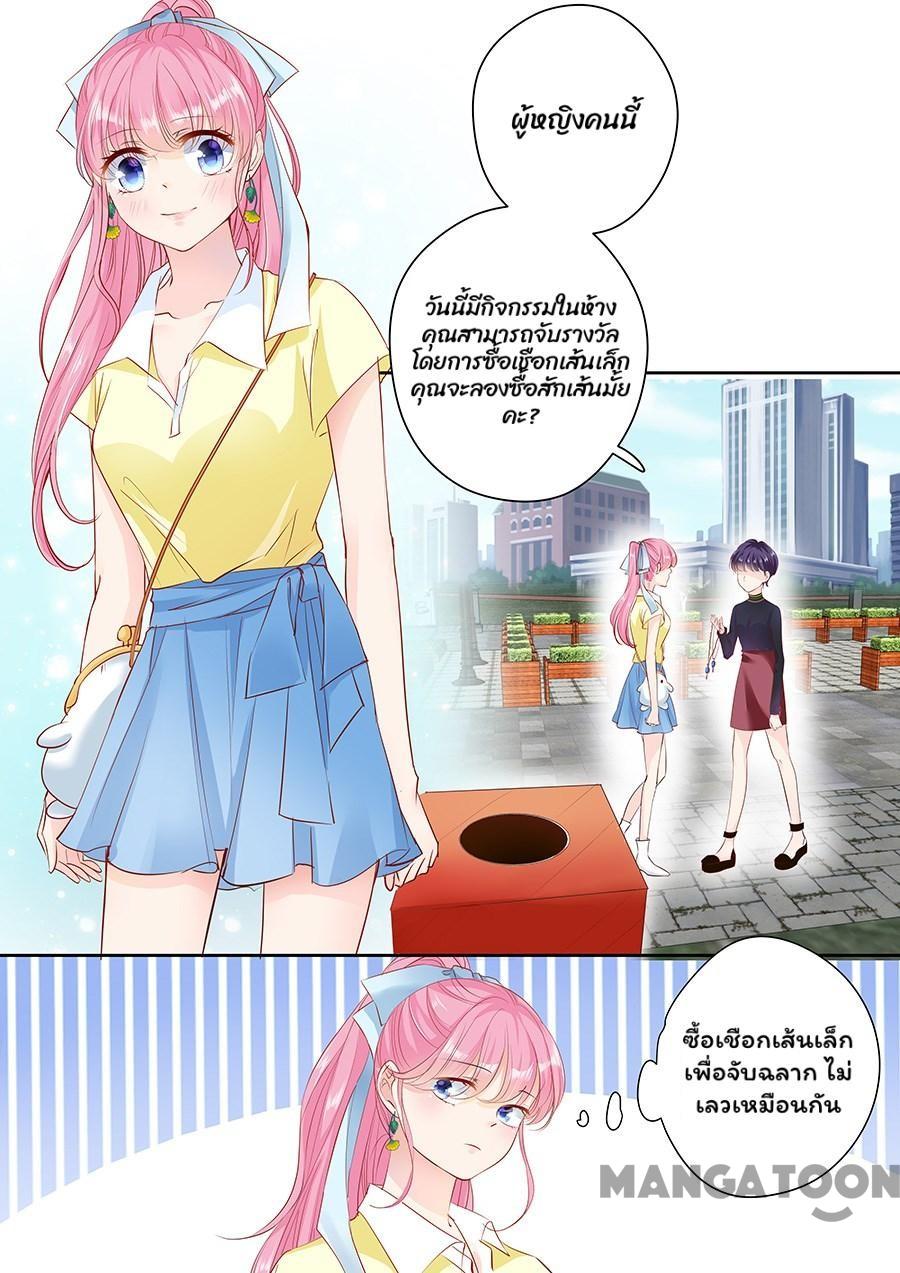 ผู้หญิงคนนี้
วันนี้มีกิจกรรมในห้าง
คุณสามารถจับรางวัล
โดยการซื้อเชือกเส้นเล็ก
คุณจะลองซื้อสักเส้นมั้ย
คะ?
ซื้อเชือกเส้นเล็ก
เพื่อจับฉลาก ไม่
เลวเหมือนกัน
MANGATOON